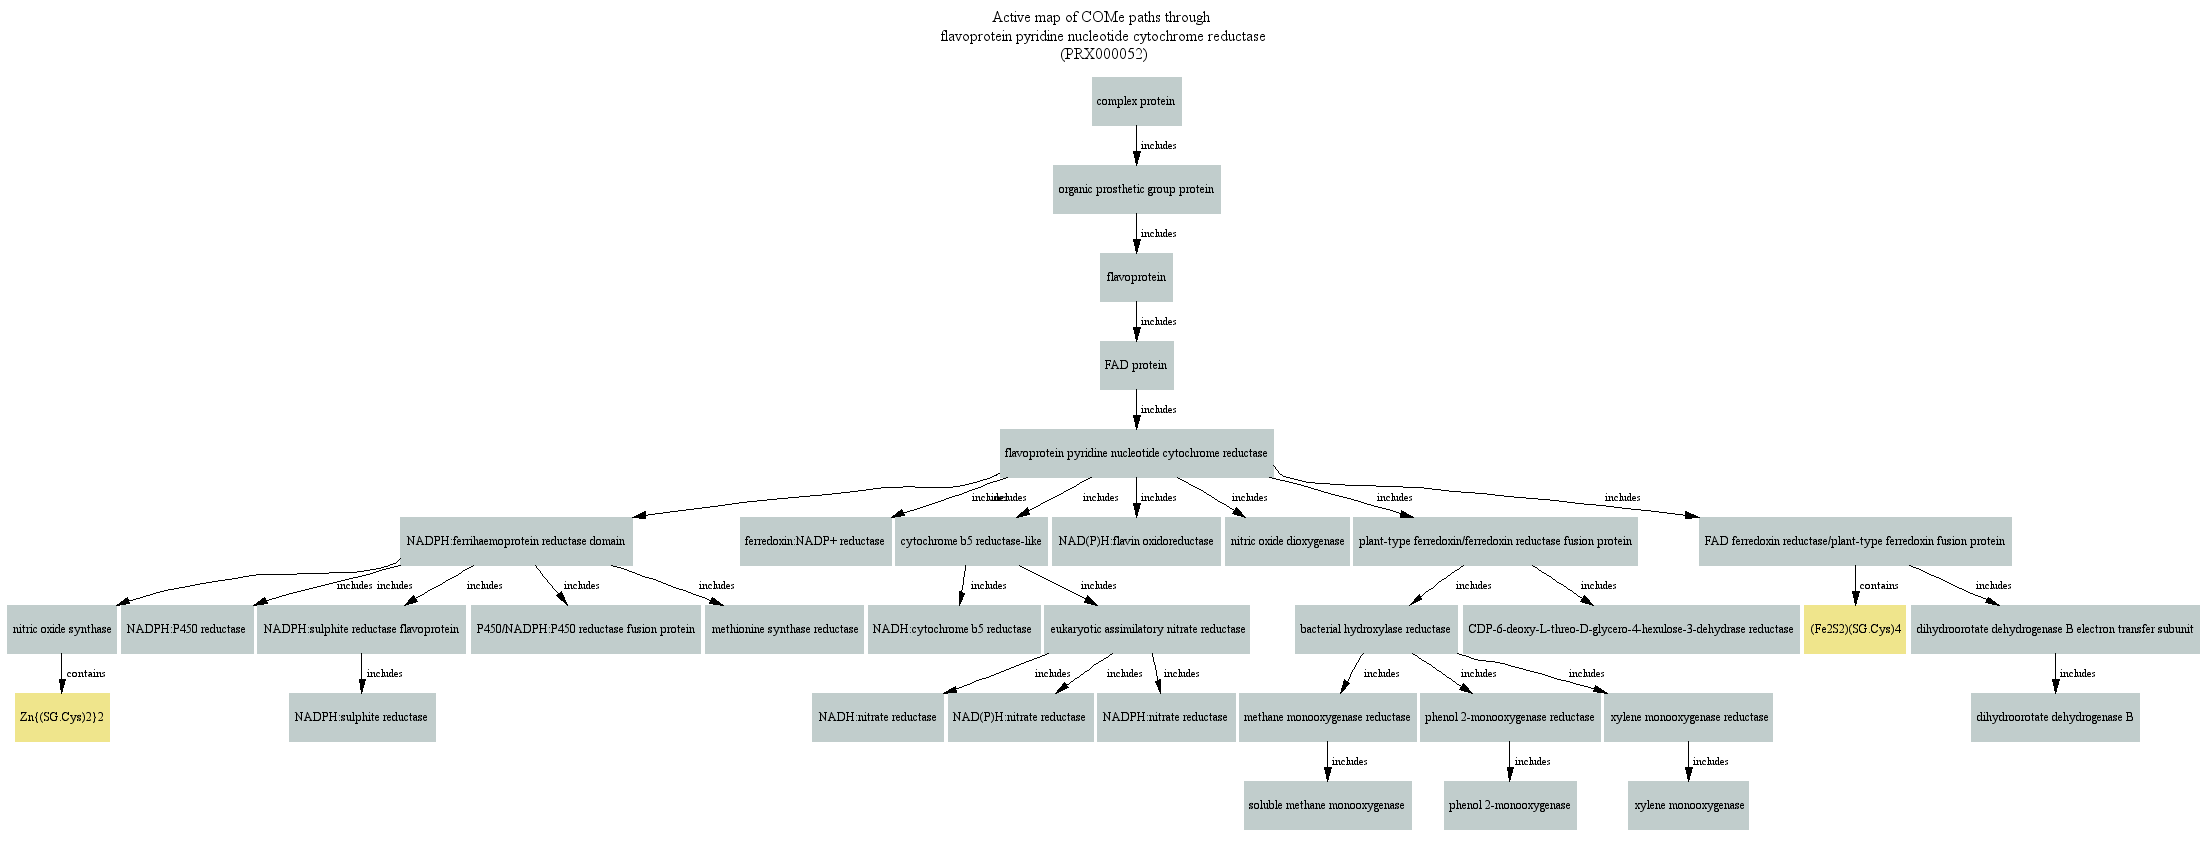 Active map of COMe paths through
flavoprotein pyridine nucleotide cytochrome reductase
(PRX000052)
complex protein
includes
organic prosthetic group protein
includes
flavoprotein
includes
FAD protein
includes
flavoprotein pyridine nucleotide cytochrome reductase
includes includes includes includes includes includes includes
NADPH:ferrihaemoprotein reductase domain
ferredoxin:NADP+ reductase
cytochrome b5 reductase-like
NAD(P)H:flavin oxidoreductase
nitric oxide dioxygenase
plant-type ferredoxin/ferredoxin reductase fusion protein
FAD ferredoxin reductase/plant-type ferredoxin fusion protein
includes includes includes includes includes includes includes includes includes contains includes
nitric oxide synthase
NADPH:P450 reductase
NADPH:sulphite reductase flavoprotein
P450/NADPH:P450 reductase fusion protein
methionine synthase reductase
NADH:cytochrome b5 reductase
eukaryotic assimilatory nitrate reductase
bacterial hydroxylase reductase
CDP-6-deoxy-L-threo-D-glycero-4-hexulose-3-dehydrase reductase
(Fe2S2)(SG.Cys)4
dihydroorotate dehydrogenase B electron transfer subunit
contains includes includes includes includes includes includes includes includes
Zn{(SG.Cys)2}2
NADPH:sulphite reductase
NADH:nitrate reductase
NAD(P)H:nitrate reductase
NADPH:nitrate reductase
methane monooxygenase reductase
phenol 2-monooxygenase reductase
xylene monooxygenase reductase
dihydroorotate dehydrogenase B
includes includes includes
soluble methane monooxygenase
phenol 2-monooxygenase
xylene monooxygenase